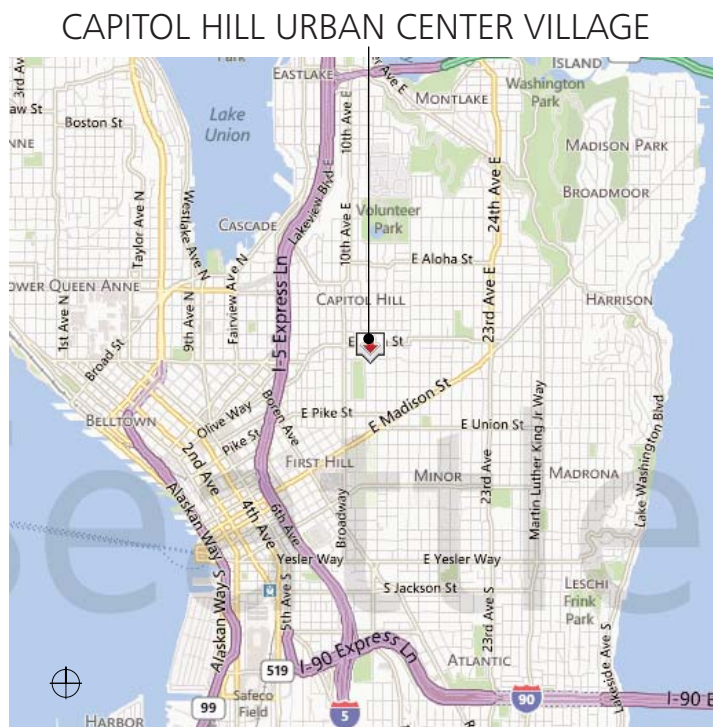 CAPITOL HILL URBAN CENTER VILLAGE
ISLAND
EASTLAKE
Washington
Park
MONTLAKE
3rd Ave
Boston St
Lake
Union
10th Ave E
24th Ave E
MADISON PARK
BROADMOOR
Taylor Ave N
Westlake Ave N
CASCADE
Lakeview Blvd E
10th Ave E
Volunteer
Park
E Aloha St
Fairview Ave N
I-5 Express Ln
CAPITOL HILL
23rd Ave E
HARRISON
1st Ave N
9th Ave N
Broad St
BELLTOWN
Olive Way
Boren Ave
E Pike St
E Madison St
E Union St
Pike St
FIRST HILL
2nd Ave
MINOR
MADRONA
23rd Ave
Martin Luther King Jr Way
Lake Washington Blvd
Alaskan Way
4th Ave
6th Ave
Broadway
Yesler Way
E Yesler Way
S Jackson St
LESCHI
Frink
Park
Alaskan Way S
5th Ave S
23rd Ave S
I-90 Express Ln
ATLANTIC
Lakeside Ave S
519
Safeco
Field
99
5
90
I-90 E
HARBOR